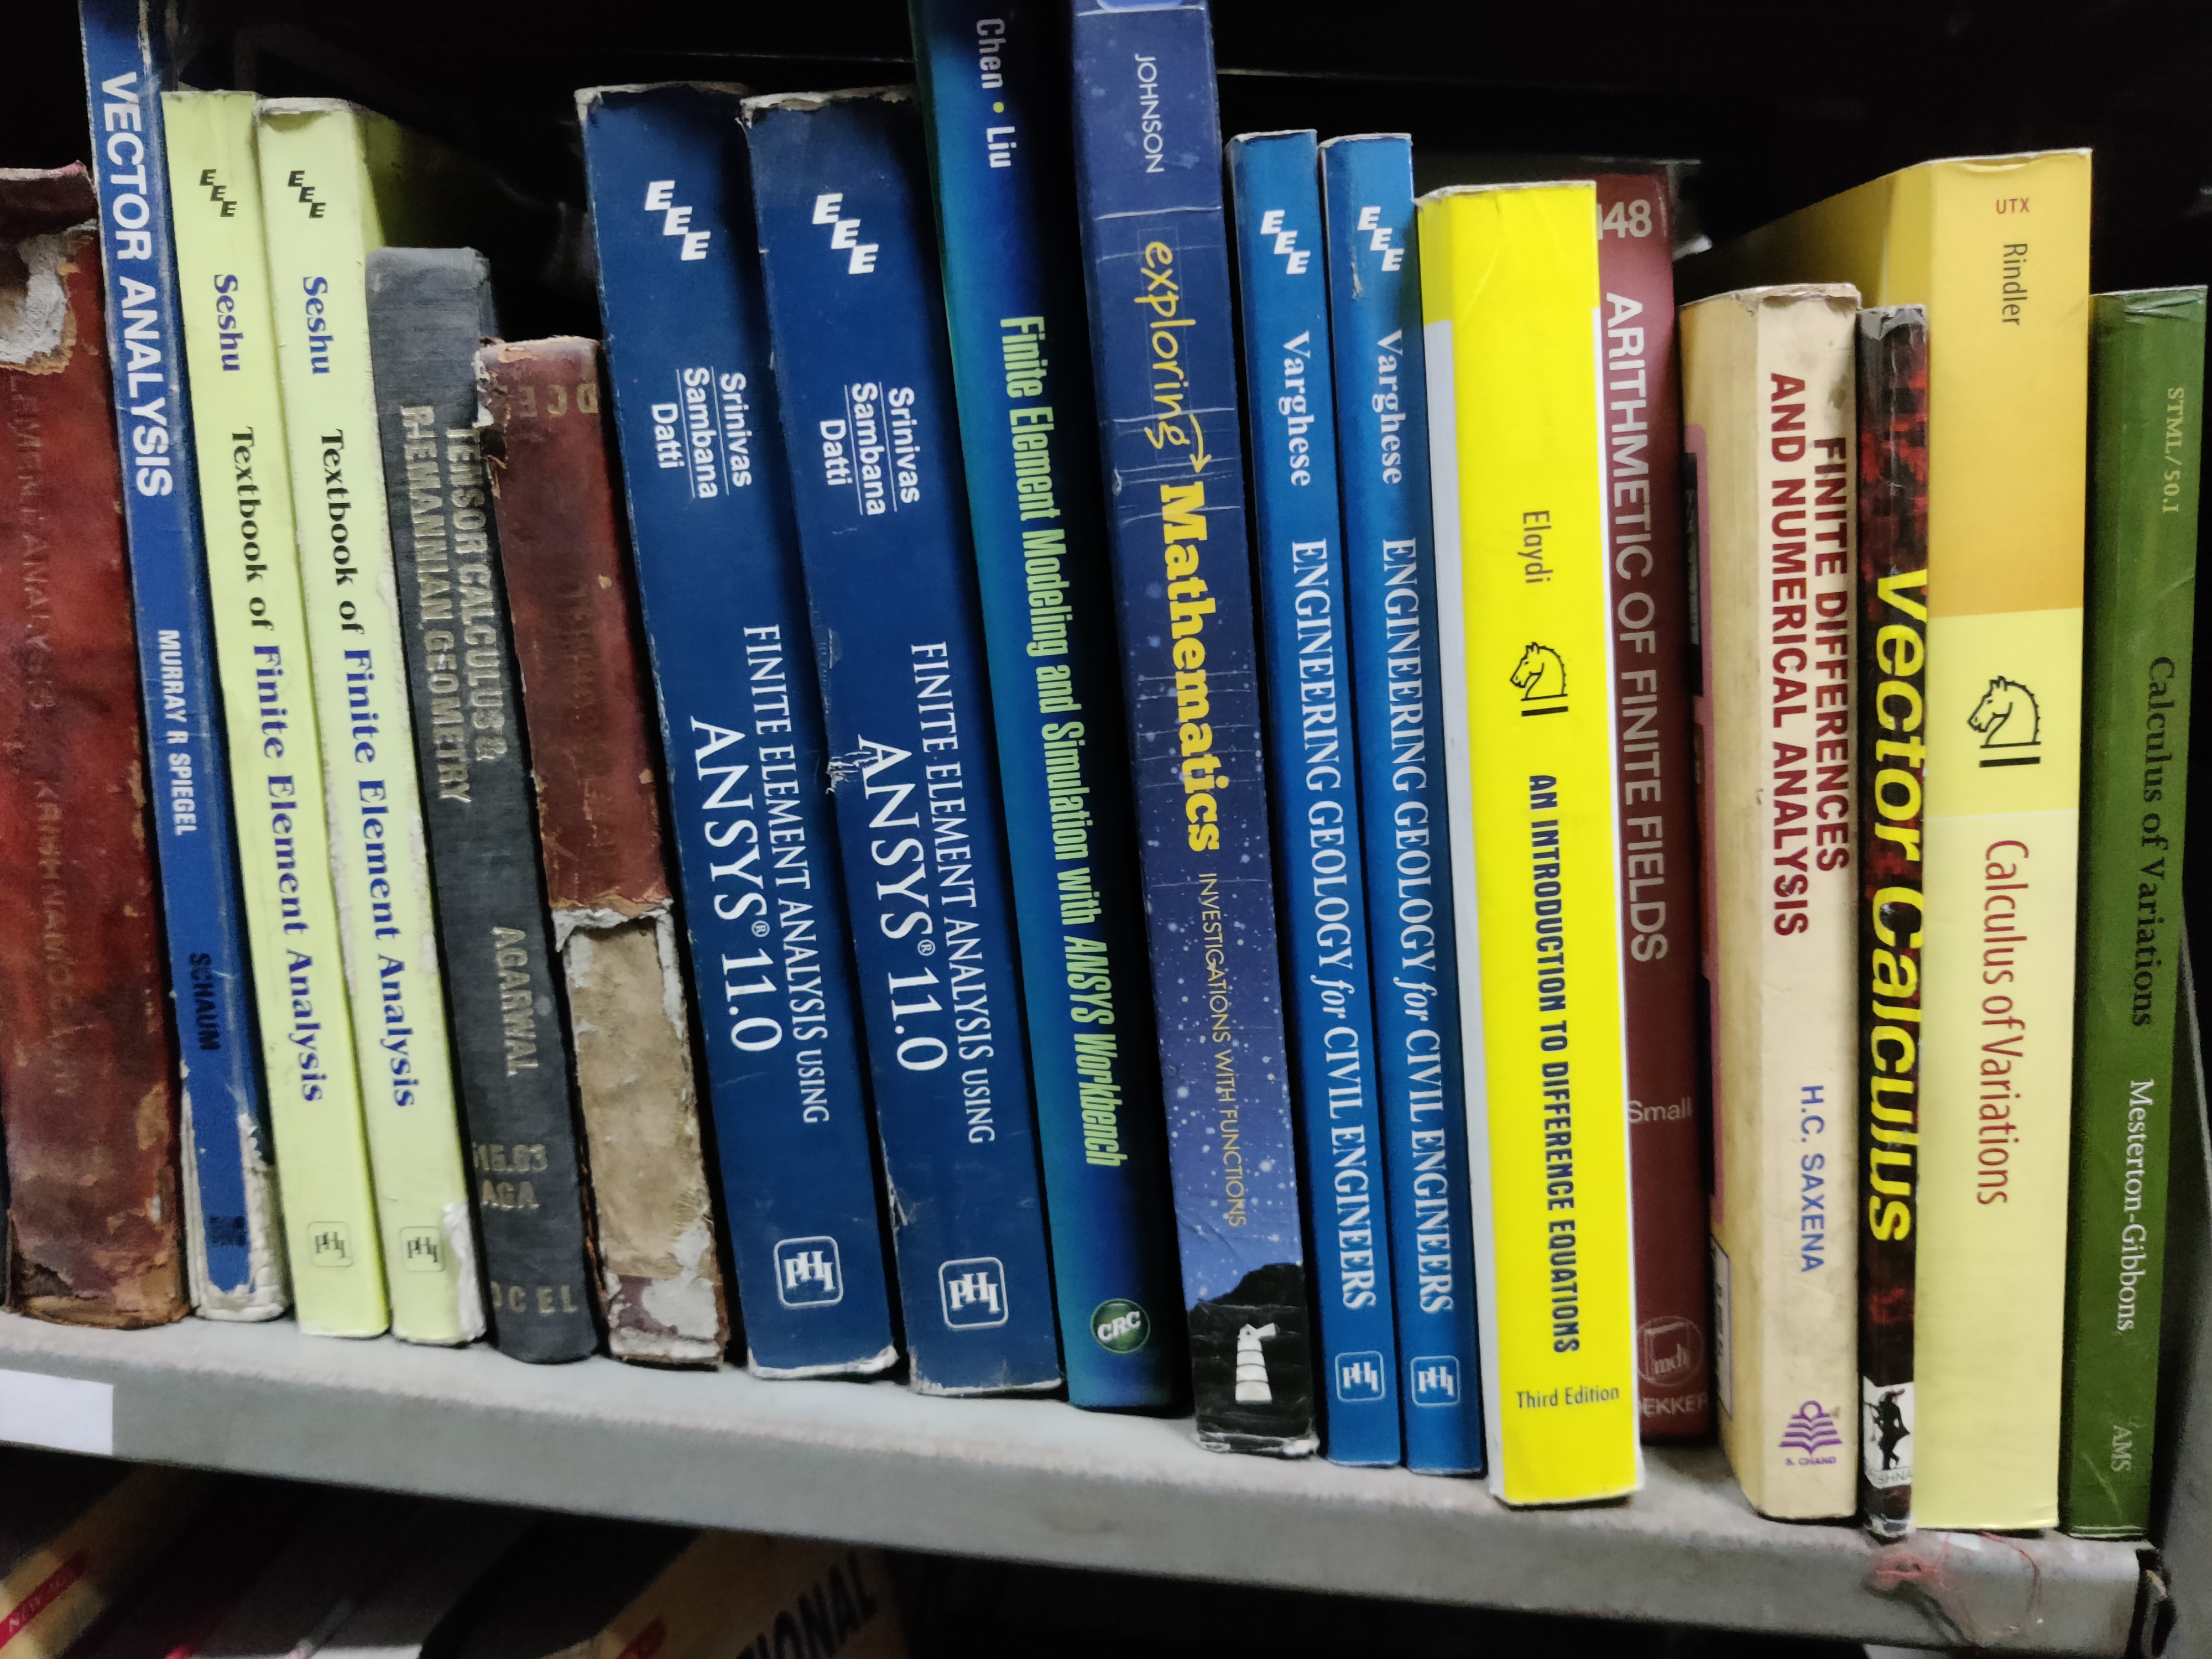 VECTOR ANALYSIS
MURRAY R SPIEGEL
SCHAUM
EEE
Seshu
Textbook of Finite Element Analysis
PHI
EEE
Seshu
Textbook of Finite Element Analysis
PHI
TENSOR CALCULUS &
RIEMANNIAN GEOMETRY
AGARWAL
AGA
EEE
Srinivas
Sambana
Datti
FINITE ELEMENT ANALYSIS USING
ANSYS® 11.0
PHI
EEE
Srinivas
Sambana
Datti
FINITE ELEMENT ANALYSIS USING
ANSYS® 11.0
PHI
Chen • Liu
Finite Element Modeling and Simulation with ANSYS Workbench
CRC
JOHNSON
exploring
Mathematics
INVESTIGATIONS WITH FUNCTIONS
EEE
Varghese
ENGINEERING GEOLOGY for CIVIL ENGINEERS
PHI
EEE
Varghese
ENGINEERING GEOLOGY for CIVIL ENGINEERS
PHI
Elaydi
AN INTRODUCTION TO DIFFERENCE EQUATIONS
Third Edition
148
ARITHMETIC OF FINITE FIELDS
Small
FINITE DIFFERENCES
AND NUMERICAL ANALYSIS
H.C. SAXENA
S. CHAND
Vector Calculus
UTX
Rindler
Calculus of Variations
STML/50.1
Calculus of Variations
Mesterton-Gibbons
AMS